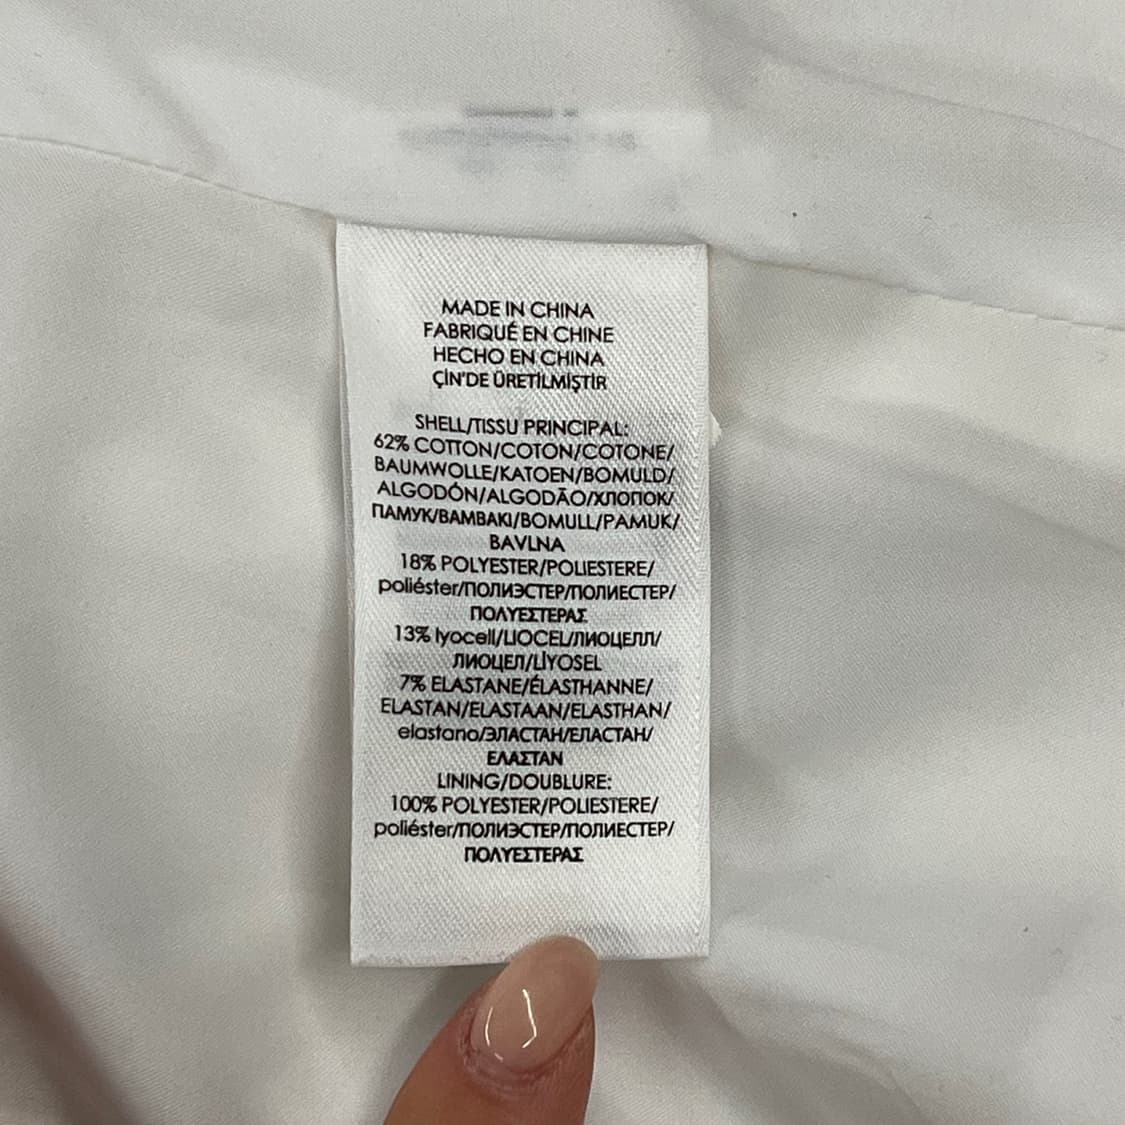 MADE IN CHINA
FABRIQUÉ EN CHINE
HECHO EN CHINA
ÇİN'DE ÜRETİLMİŞTİR
SHELL/TISSU PRINCIPAL:
62% COTTON/COTON/COTONE/
BAUMWOLLE/KATOEN/BOMULD/
ALGODÓN/ALGODÃO/ХЛОПОК/
ПАМУК/ΒΑΜΒΑΚΙ/BOMULL/PAMUK/
BAVLNA
18% POLYESTER/POLIESTERE/
poliéster/ПОЛИЭСТЕР/ПОЛИЕСТЕР/
ΠΟΛΥΕΣΤΕΡΑΣ
13% lyocell/LIOCEL/ЛИОЦЕЛЛ/
ЛИОЦЕЛ/LİYOSEL
7% ELASTANE/ÉLASTHANNE/
ELASTAN/ELASTAAN/ELASTHAN/
elastano/ЭЛАСТАН/ЕЛАСТАН/
ΕΛΑΣΤΑΝ
LINING/DOUBLURE:
100% POLYESTER/POLIESTERE/
poliéster/ПОЛИЭСТЕР/ПОЛИЕСТЕР/
ΠΟΛΥΕΣΤΕΡΑΣ